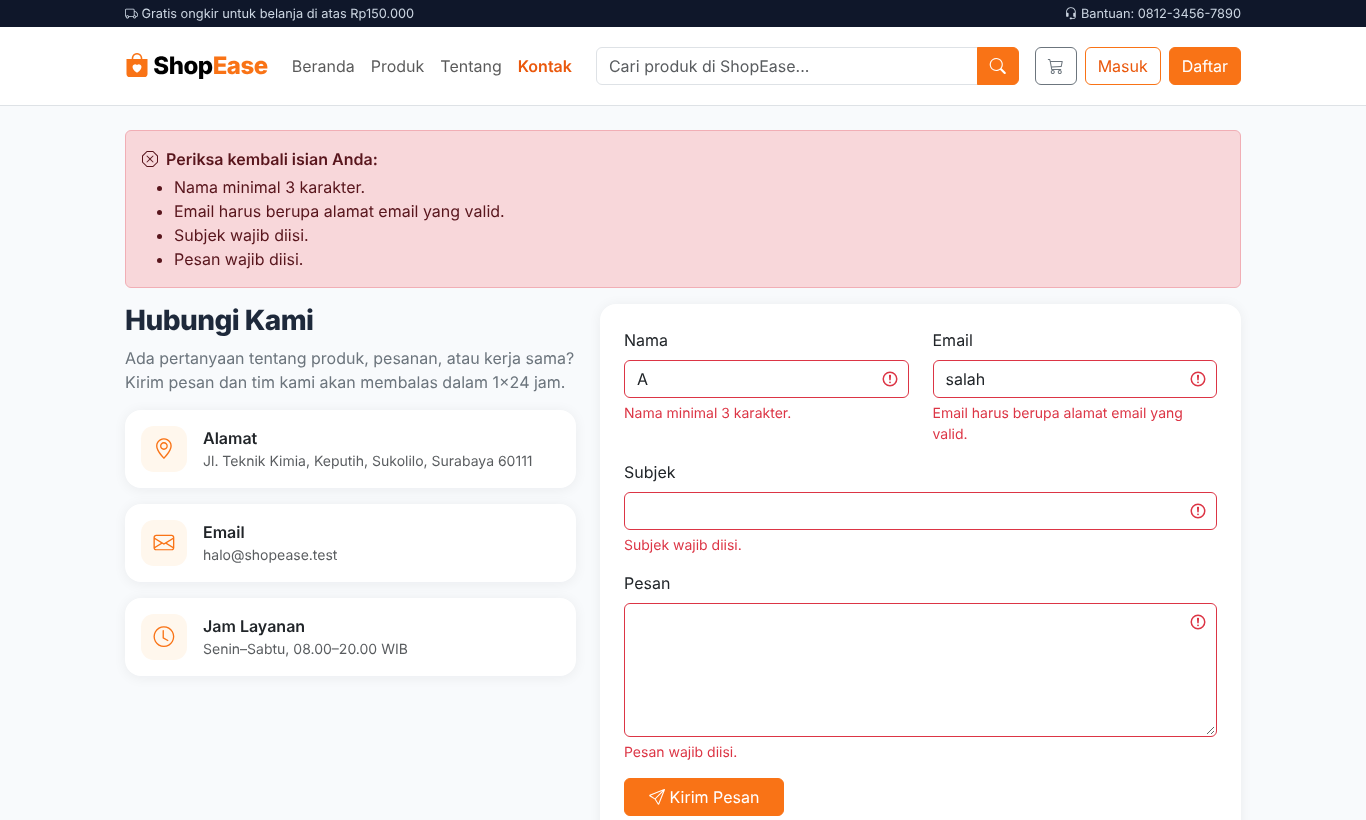 Gratis ongkir untuk belanja di atas Rp150.000
Bantuan: 0812-3456-7890
ShopEase
Beranda
Produk
Tentang
Kontak
Cari produk di ShopEase...
Masuk
Daftar
Periksa kembali isian Anda:
Nama minimal 3 karakter.
Email harus berupa alamat email yang valid.
Subjek wajib diisi.
Pesan wajib diisi.
Hubungi Kami
Ada pertanyaan tentang produk, pesanan, atau kerja sama?
Kirim pesan dan tim kami akan membalas dalam 1×24 jam.
Alamat
Jl. Teknik Kimia, Keputih, Sukolilo, Surabaya 60111
Email
halo@shopease.test
Jam Layanan
Senin–Sabtu, 08.00–20.00 WIB
Nama
A
Nama minimal 3 karakter.
Email
salah
Email harus berupa alamat email yang
valid.
Subjek
Subjek wajib diisi.
Pesan
Pesan wajib diisi.
Kirim Pesan